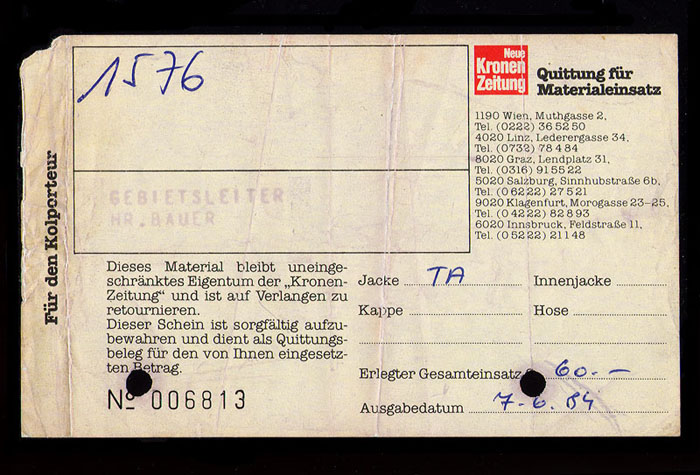 Für den Kolporteur
1576
GEBIETSLEITER
HR. BAUER
Neue
Kronen
Zeitung
Quittung für
Materialeinsatz
1190 Wien, Muthgasse 2,
Tel. (0222) 36 52 50
4020 Linz, Lederergasse 34,
Tel. (0732) 78 4 84
8020 Graz, Lendplatz 31,
Tel. (0316) 91 55 22
5020 Salzburg, Sinnhubstraße 6b,
Tel. (0 62 22) 27 5 21
9020 Klagenfurt, Morogasse 23–25,
Tel. (0 42 22) 82 8 93
6020 Innsbruck, Feldstraße 11,
Tel. (0 52 22) 21 1 48
Dieses Material bleibt uneinge-
schränktes Eigentum der „Kronen-
Zeitung“ und ist auf Verlangen zu
retournieren.
Dieser Schein ist sorgfältig aufzu-
bewahren und dient als Quittungs-
beleg für den von Ihnen eingesetz-
ten Betrag.
Nº 006813
Jacke TA Innenjacke
Kappe Hose
Erlegter Gesamteinsatz 60.–
Ausgabedatum 7-6.84